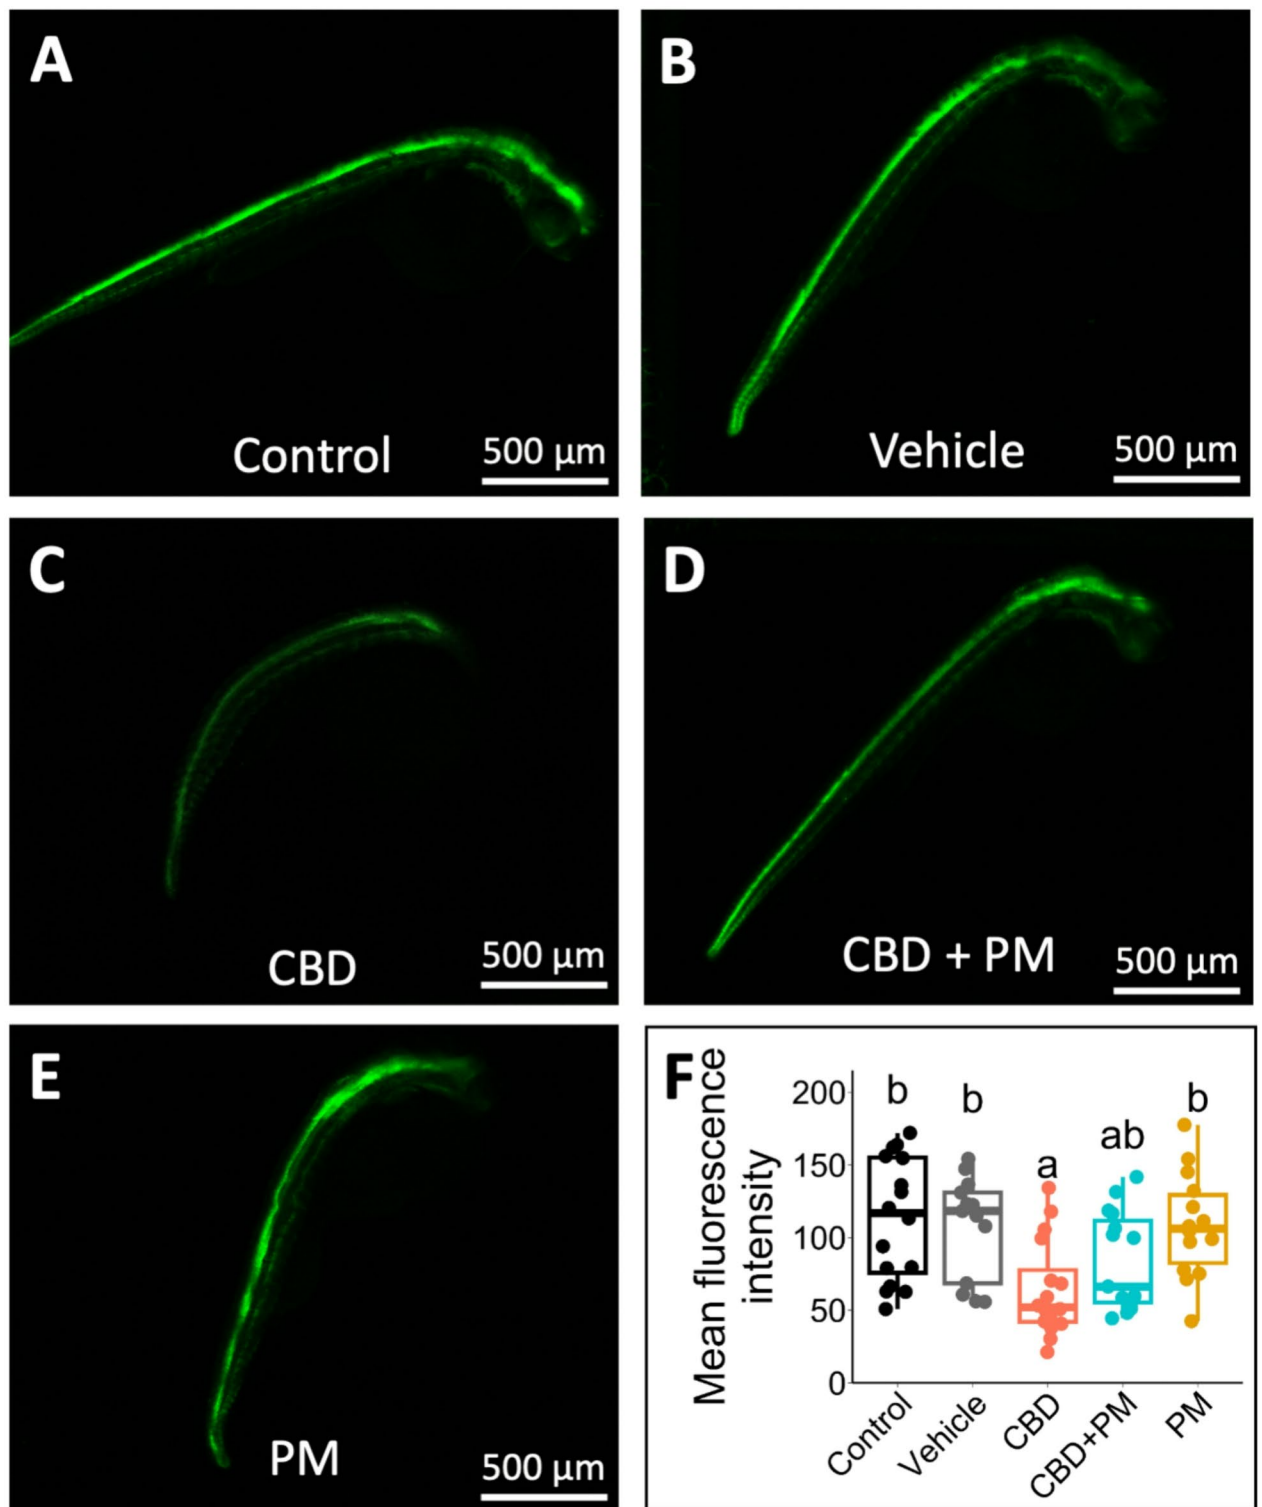 A
Control
500 µm
B
Vehicle
500 µm
C
CBD
500 µm
D
CBD + PM
500 µm
E
PM
500 µm
F
Mean fluorescence
intensity
200
150
100
50
0
b
b
a
ab
b
Control
Vehicle
CBD
CBD+PM
PM